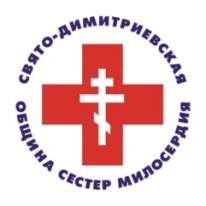 СВЯТО-ДИМИТРИЕВСКАЯ
ОБЩИНА СЕСТЕР МИЛОСЕРДИЯ